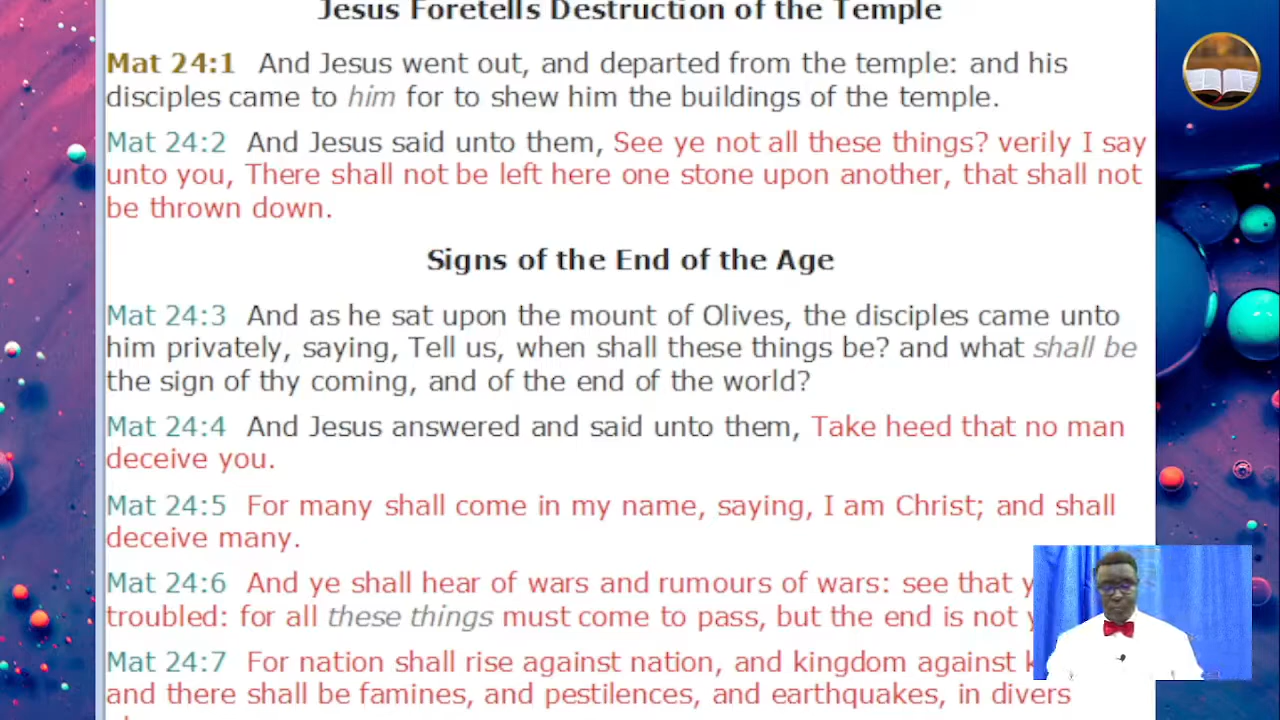 Jesus Foretells Destruction of the Temple
Mat 24:1 And Jesus went out, and departed from the temple: and his
disciples came to him for to shew him the buildings of the temple.
Mat 24:2 And Jesus said unto them, See ye not all these things? verily I say
unto you, There shall not be left here one stone upon another, that shall not
be thrown down.
Signs of the End of the Age
Mat 24:3 And as he sat upon the mount of Olives, the disciples came unto
him privately, saying, Tell us, when shall these things be? and what shall be
the sign of thy coming, and of the end of the world?
Mat 24:4 And Jesus answered and said unto them, Take heed that no man
deceive you.
Mat 24:5 For many shall come in my name, saying, I am Christ; and shall
deceive many.
Mat 24:6 And ye shall hear of wars and rumours of wars: see that
troubled: for all these things must come to pass, but the end is not
Mat 24:7 For nation shall rise against nation, and kingdom against
and there shall be famines, and pestilences, and earthquakes, in divers